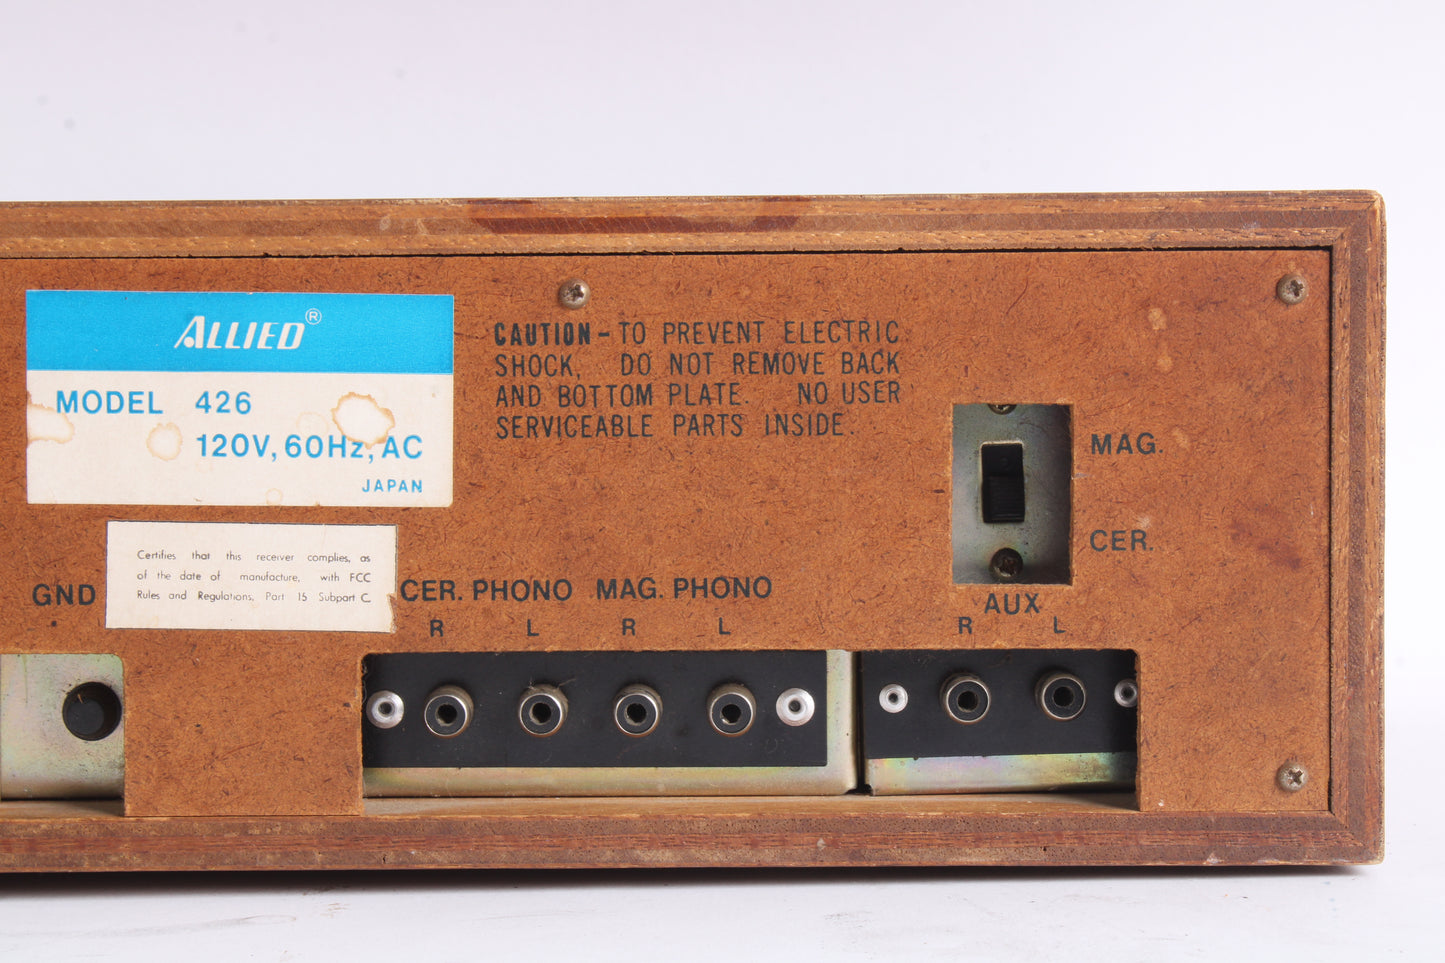 ALLIED®
MODEL 426
120V, 60Hz, AC
JAPAN
CAUTION - TO PREVENT ELECTRIC
SHOCK, DO NOT REMOVE BACK
AND BOTTOM PLATE. NO USER
SERVICEABLE PARTS INSIDE.
MAG.
CER.
Certifies that this receiver complies, as
of the date of manufacture, with FCC
Rules and Regulations, Part 15 Subpart C.
GND
CER. PHONO MAG. PHONO
R L R L
AUX
R L